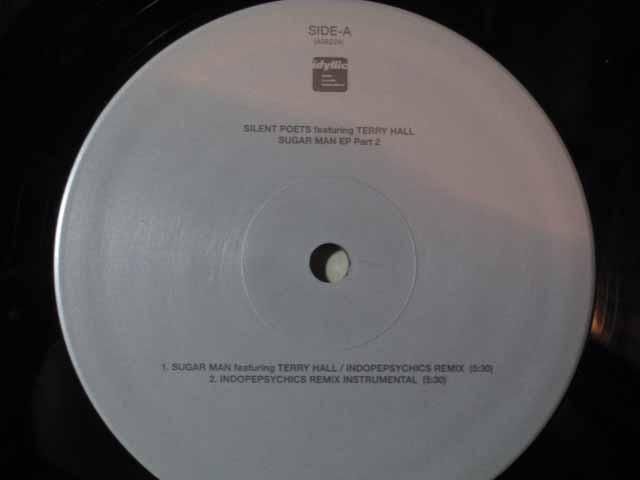 SIDE-A
idyllic
SILENT POETS featuring TERRY HALL
SUGAR MAN EP Part 2
1. SUGAR MAN featuring TERRY HALL / INDOPEPSYCHICS REMIX (5:30)
2. INDOPEPSYCHICS REMIX INSTRUMENTAL (5:30)